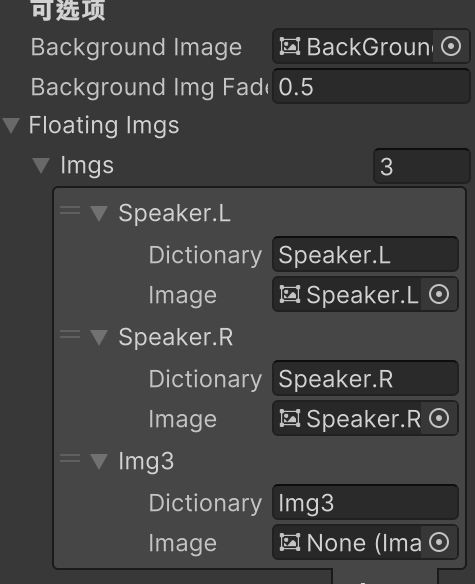 可选项
Background Image BackGroun
Background Img Fade 0.5
Floating Imgs
Imgs 3
Speaker.L
Dictionary Speaker.L
Image Speaker.L
Speaker.R
Dictionary Speaker.R
Image Speaker.R
Img3
Dictionary Img3
Image None (Ima